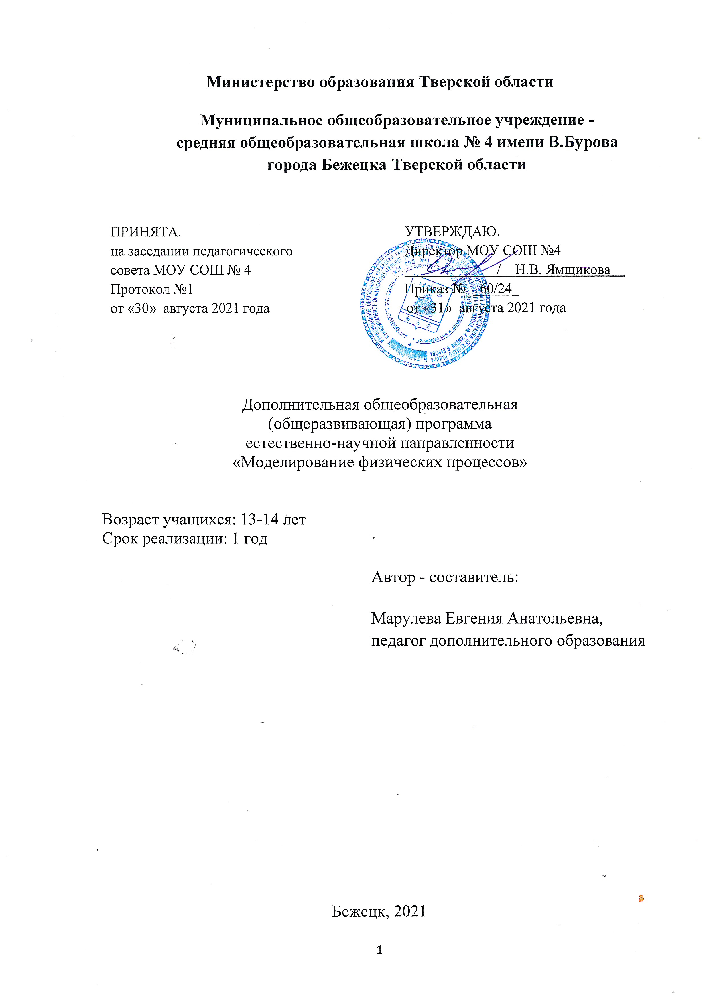 Министерство образования Тверской области
Муниципальное общеобразовательное учреждение -
средняя общеобразовательная школа № 4 имени В.Бурова
города Бежецка Тверской области
ПРИНЯТА.
на заседании педагогического
совета МОУ СОШ № 4
Протокол №1
от «30» августа 2021 года
УТВЕРЖДАЮ.
Директор МОУ СОШ №4
/ Н.В. Ямщикова
Приказ № 60/24
от «31» августа 2021 года
Дополнительная общеобразовательная
(общеразвивающая) программа
естественно-научной направленности
«Моделирование физических процессов»
Возраст учащихся: 13-14 лет
Срок реализации: 1 год
Автор - составитель:
Марулева Евгения Анатольевна,
педагог дополнительного образования
Бежецк, 2021
1